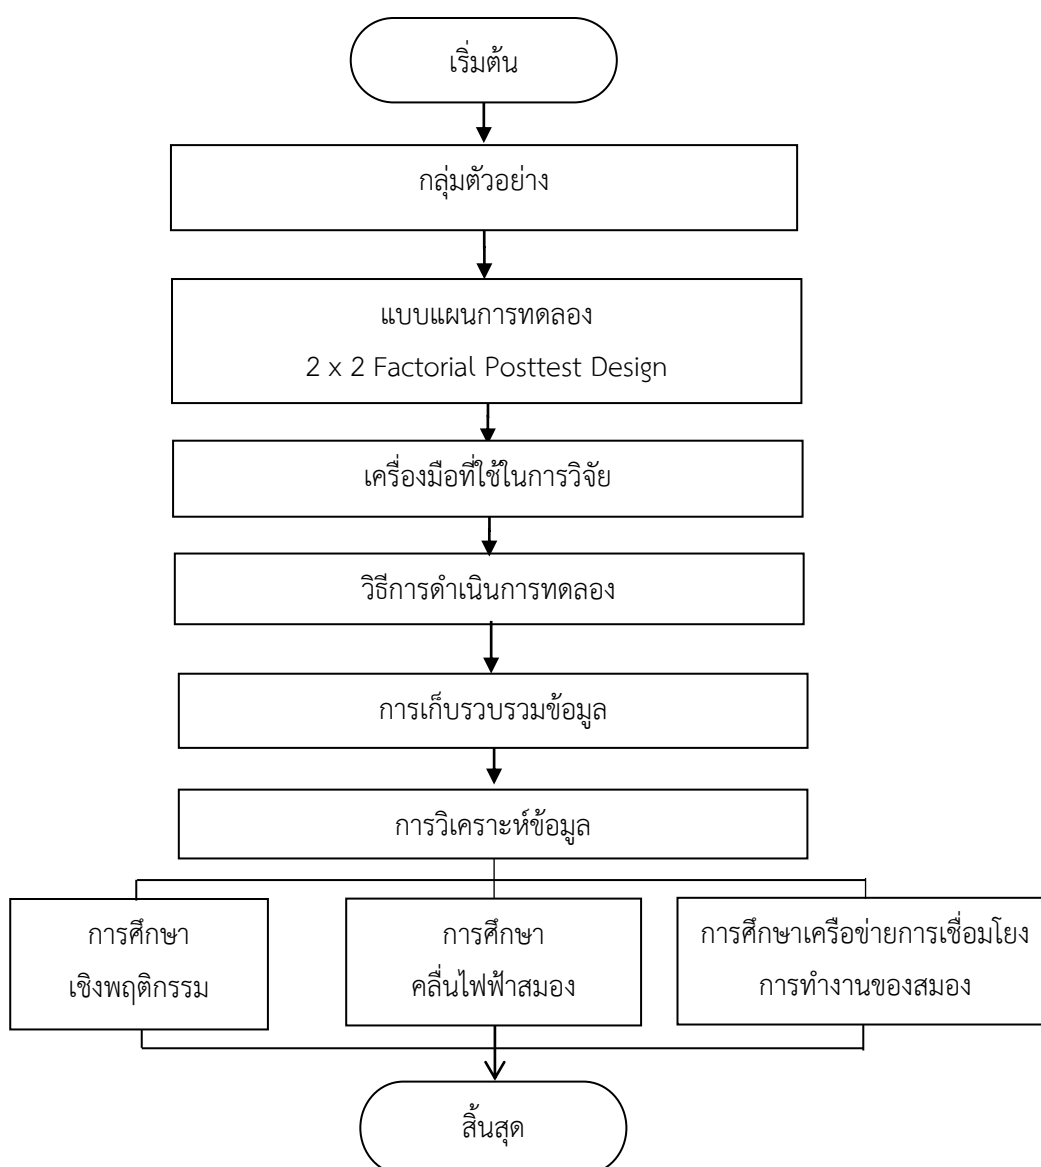 เริ่มต้น
กลุ่มตัวอย่าง
แบบแผนการทดลอง
2 x 2 Factorial Posttest Design
เครื่องมือที่ใช้ในการวิจัย
วิธีการดำเนินการทดลอง
การเก็บรวบรวมข้อมูล
การวิเคราะห์ข้อมูล
การศึกษา
เชิงพฤติกรรม
การศึกษา
คลื่นไฟฟ้าสมอง
การศึกษาเครือข่ายการเชื่อมโยง
การทำงานของสมอง
สิ้นสุด